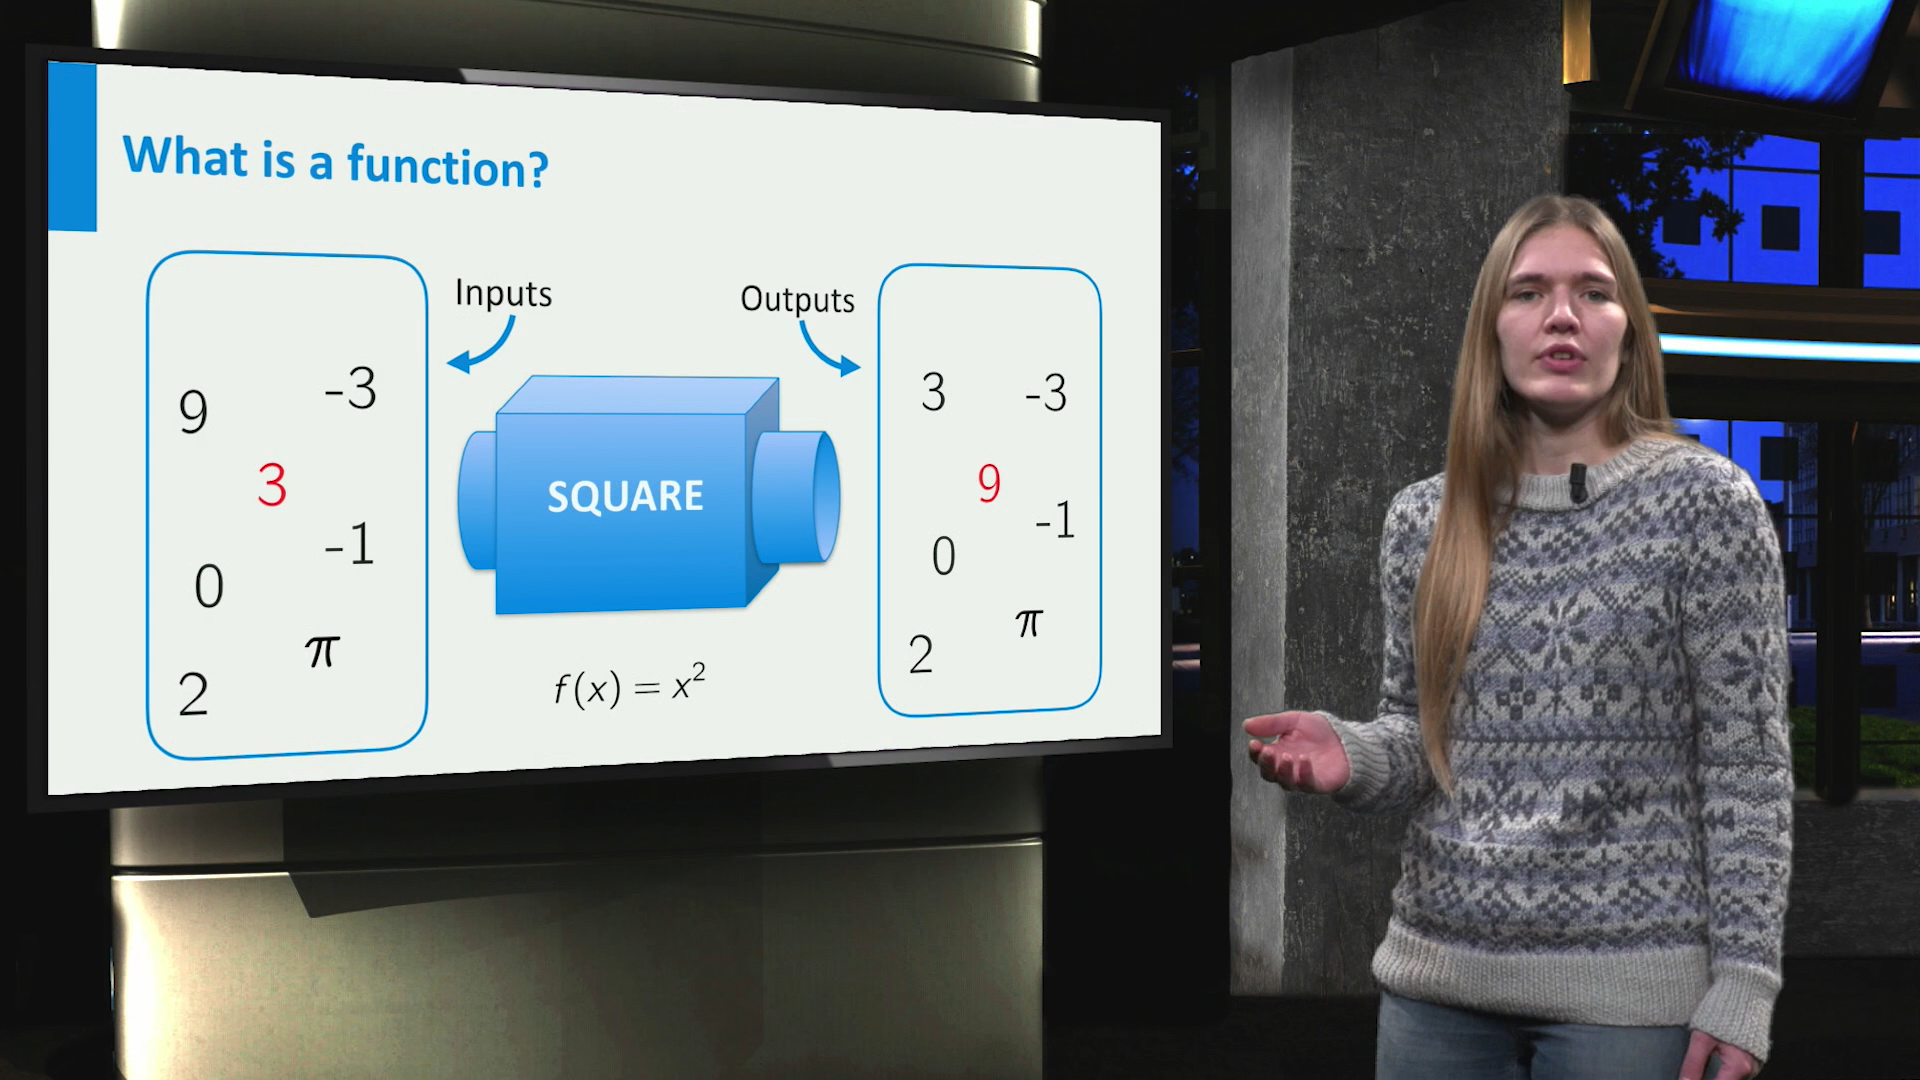 What is a function?
Inputs
Outputs
9
-3
3
-1
0
π
2
SQUARE
f(x) = x²
3
-3
9
-1
0
π
2